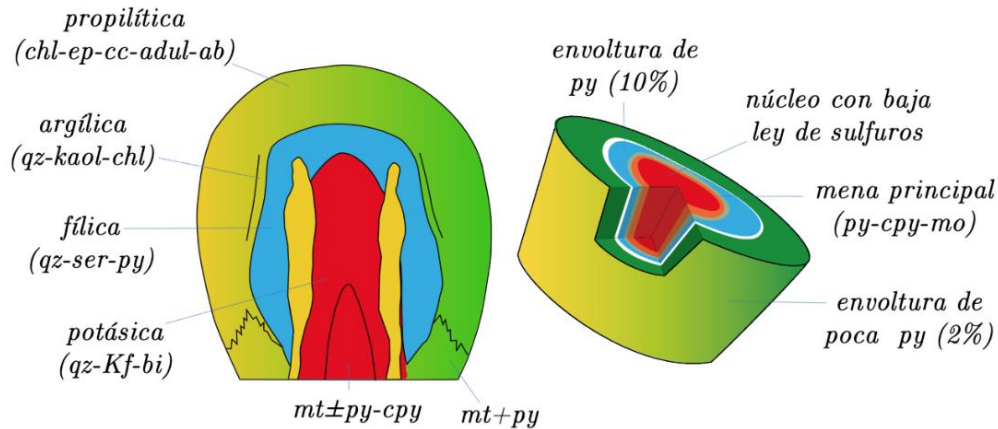 propilítica
(chl-ep-cc-adul-ab)
argílica
(qz-kaol-chl)
fílica
(qz-ser-py)
potásica
(qz-Kf-bi)
mt±py-cpy
mt+py
envoltura de
py (10%)
núcleo con baja
ley de sulfuros
mena principal
(py-cpy-mo)
envoltura de
poca py (2%)